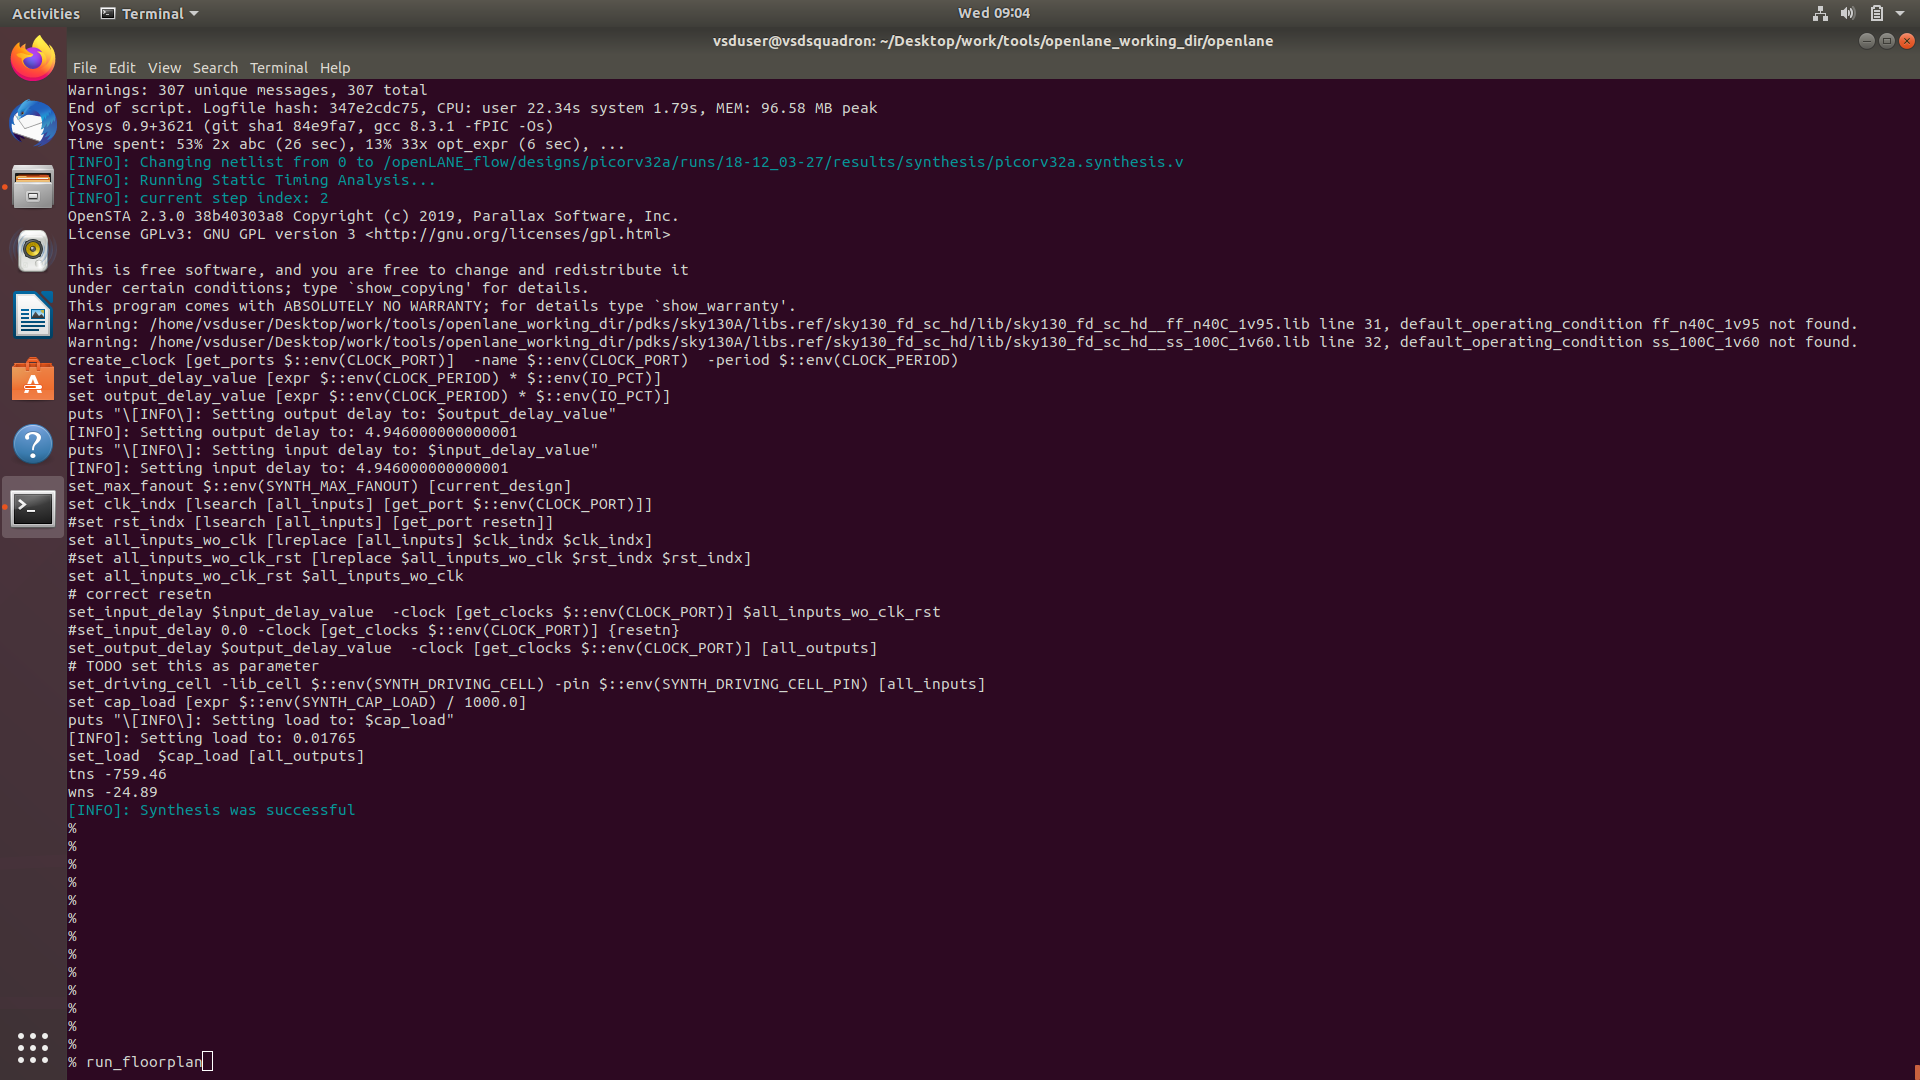 Activities Terminal Wed 09:04
vsduser@vsdsquadron: ~/Desktop/work/tools/openlane_working_dir/openlane
File Edit View Search Terminal Help
Warnings: 307 unique messages, 307 total
End of script. Logfile hash: 347e2cdc75, CPU: user 22.34s system 1.79s, MEM: 96.58 MB peak
Yosys 0.9+3621 (git sha1 84e9fa7, gcc 8.3.1 -fPIC -Os)
Time spent: 53% 2x abc (26 sec), 13% 33x opt_expr (6 sec), ...
[INFO]: Changing netlist from 0 to /openLANE_flow/designs/picorv32a/runs/18-12_03-27/results/synthesis/picorv32a.synthesis.v
[INFO]: Running Static Timing Analysis...
[INFO]: current step index: 2
OpenSTA 2.3.0 38b40303a8 Copyright (c) 2019, Parallax Software, Inc.
License GPLv3: GNU GPL version 3 <http://gnu.org/licenses/gpl.html>
This is free software, and you are free to change and redistribute it
under certain conditions; type `show_copying' for details.
This program comes with ABSOLUTELY NO WARRANTY; for details type `show_warranty'.
Warning: /home/vsduser/Desktop/work/tools/openlane_working_dir/pdks/sky130A/libs.ref/sky130_fd_sc_hd/lib/sky130_fd_sc_hd__ff_n40C_1v95.lib line 31, default_operating_condition ff_n40C_1v95 not found.
Warning: /home/vsduser/Desktop/work/tools/openlane_working_dir/pdks/sky130A/libs.ref/sky130_fd_sc_hd/lib/sky130_fd_sc_hd__ss_100C_1v60.lib line 32, default_operating_condition ss_100C_1v60 not found.
create_clock [get_ports $::env(CLOCK_PORT)]  -name $::env(CLOCK_PORT)  -period $::env(CLOCK_PERIOD)
set input_delay_value [expr $::env(CLOCK_PERIOD) * $::env(IO_PCT)]
set output_delay_value [expr $::env(CLOCK_PERIOD) * $::env(IO_PCT)]
puts "\[INFO\]: Setting output delay to: $output_delay_value"
[INFO]: Setting output delay to: 4.946000000000001
puts "\[INFO\]: Setting input delay to: $input_delay_value"
[INFO]: Setting input delay to: 4.946000000000001
set_max_fanout $::env(SYNTH_MAX_FANOUT) [current_design]
set clk_indx [lsearch [all_inputs] [get_port $::env(CLOCK_PORT)]]
#set rst_indx [lsearch [all_inputs] [get_port resetn]]
set all_inputs_wo_clk [lreplace [all_inputs] $clk_indx $clk_indx]
#set all_inputs_wo_clk_rst [lreplace $all_inputs_wo_clk $rst_indx $rst_indx]
set all_inputs_wo_clk_rst $all_inputs_wo_clk
# correct resetn
set_input_delay $input_delay_value  -clock [get_clocks $::env(CLOCK_PORT)] $all_inputs_wo_clk_rst
#set_input_delay 0.0 -clock [get_clocks $::env(CLOCK_PORT)] {resetn}
set_output_delay $output_delay_value  -clock [get_clocks $::env(CLOCK_PORT)] [all_outputs]
# TODO set this as parameter
set_driving_cell -lib_cell $::env(SYNTH_DRIVING_CELL) -pin $::env(SYNTH_DRIVING_CELL_PIN) [all_inputs]
set cap_load [expr $::env(SYNTH_CAP_LOAD) / 1000.0]
puts "\[INFO\]: Setting load to: $cap_load"
[INFO]: Setting load to: 0.01765
set_load  $cap_load [all_outputs]
tns -759.46
wns -24.89
[INFO]: Synthesis was successful
%
%
%
%
%
%
%
%
%
%
%
%
%
% run_floorplan